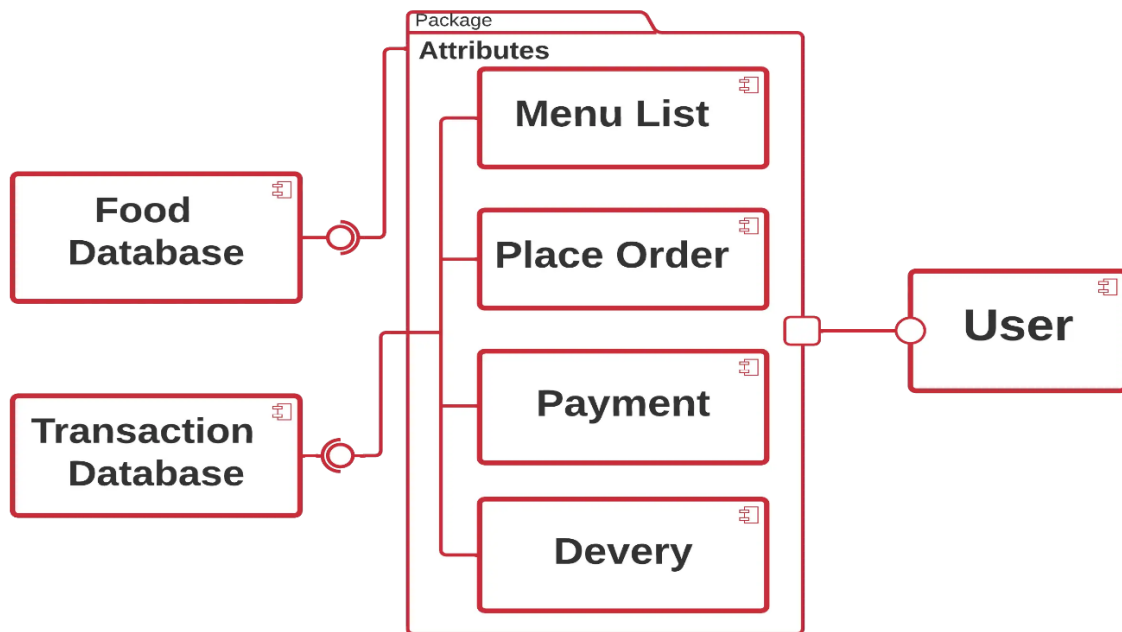 Package
Attributes
Menu List
Food
Database
Place Order
User
Payment
Transaction
Database
Devery